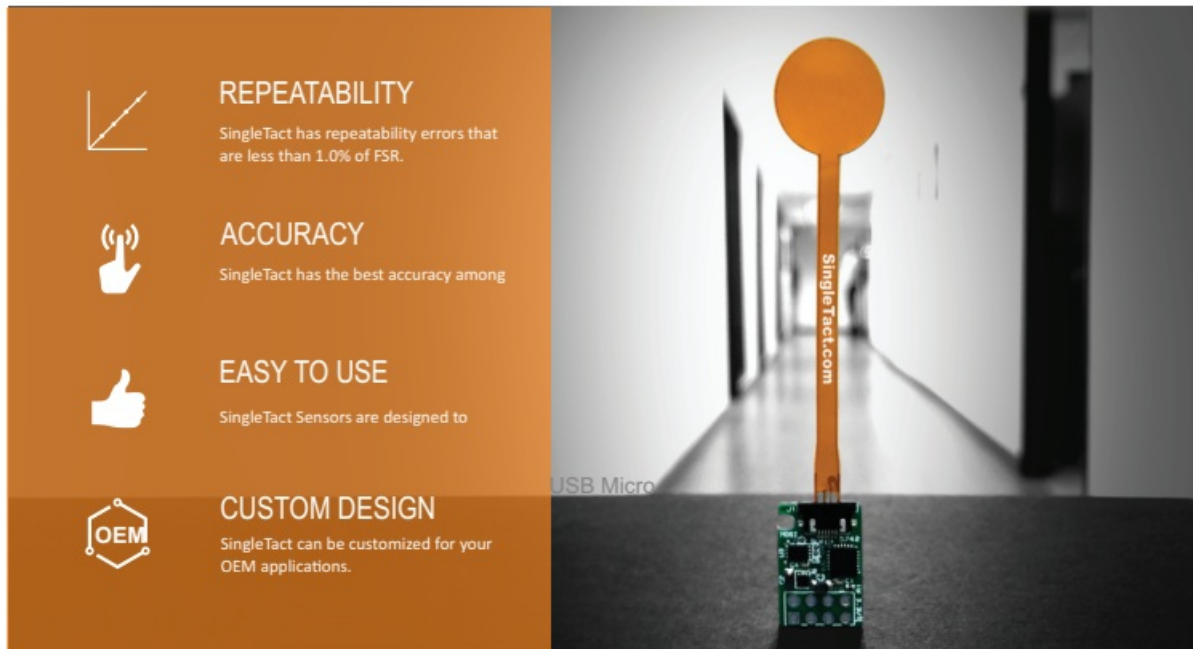 REPEATABILITY
SingleTact has repeatability errors that
are less than 1.0% of FSR.
ACCURACY
SingleTact has the best accuracy among
EASY TO USE
SingleTact Sensors are designed to
OEM
CUSTOM DESIGN
SingleTact can be customized for your
OEM applications.
SingleTact.com
USB Micro
J1